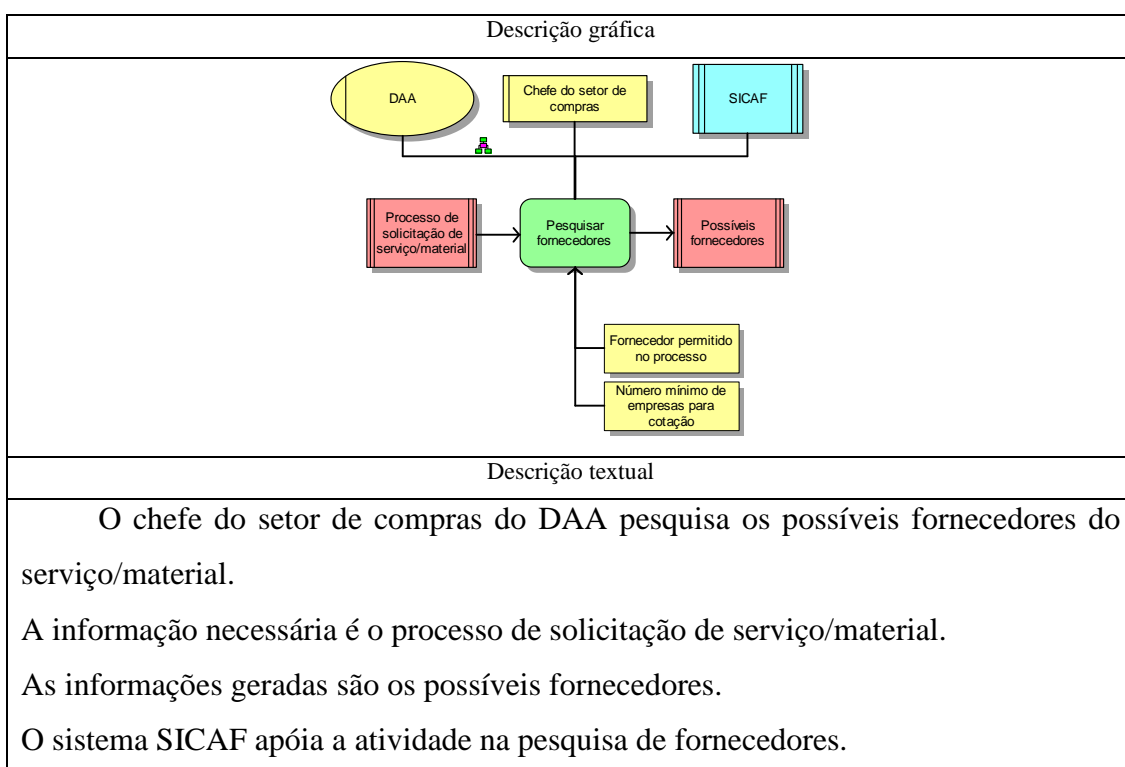 Descrição gráfica
DAA
Chefe do setor de
compras
SICAF
Processo de
solicitação de
serviço/material
Pesquisar
fornecedores
Possíveis
fornecedores
Fornecedor permitido
no processo
Número mínimo de
empresas para
cotação
Descrição textual
O chefe do setor de compras do DAA pesquisa os possíveis fornecedores do
serviço/material.
A informação necessária é o processo de solicitação de serviço/material.
As informações geradas são os possíveis fornecedores.
O sistema SICAF apóia a atividade na pesquisa de fornecedores.